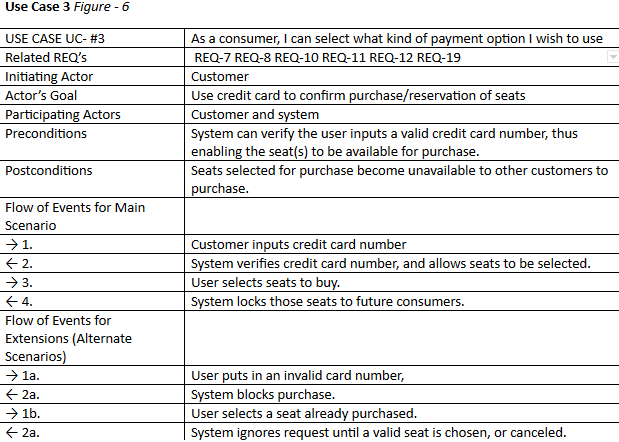 Use Case 3 Figure - 6
USE CASE UC- #3 As a consumer, I can select what kind of payment option I wish to use
Related REQ's REQ-7 REQ-8 REQ-10 REQ-11 REQ-12 REQ-19
Initiating Actor Customer
Actor's Goal Use credit card to confirm purchase/reservation of seats
Participating Actors Customer and system
Preconditions System can verify the user inputs a valid credit card number, thus
enabling the seat(s) to be available for purchase.
Postconditions Seats selected for purchase become unavailable to other customers to
purchase.
Flow of Events for Main
Scenario
→ 1. Customer inputs credit card number
← 2. System verifies credit card number, and allows seats to be selected.
→ 3. User selects seats to buy.
← 4. System locks those seats to future consumers.
Flow of Events for
Extensions (Alternate
Scenarios)
→ 1a. User puts in an invalid card number,
← 2a. System blocks purchase.
→ 1b. User selects a seat already purchased.
← 2a. System ignores request until a valid seat is chosen, or canceled.